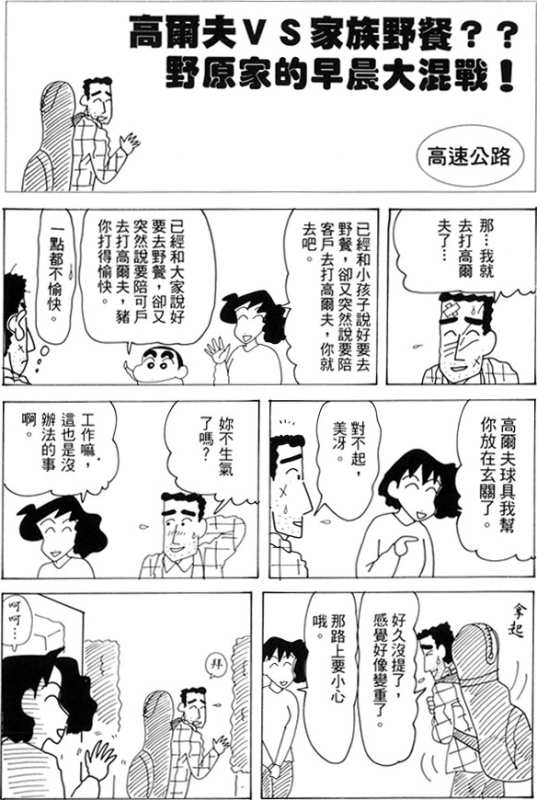 高爾夫VS家族野餐？？
野原家的早晨大混戰！
高速公路
那…我就
去打高爾
夫了…
已經和小孩子說好要去
野餐，卻又突然說要陪
客戶去打高爾夫，你就
去吧。
已經和大家說好
要去野餐，卻又
突然說要陪可戶
去打高爾夫，豬
你打得愉快。
一點都不愉快。
高爾夫球具我幫
你放在玄關了。
對不起，
美冴。
妳不生氣
了嗎？
工作嘛，
這也是沒
辦法的事
啊。
拿起
好久沒提了，
感覺好像變重了。
那路上要小心
哦。
拜
呵呵…